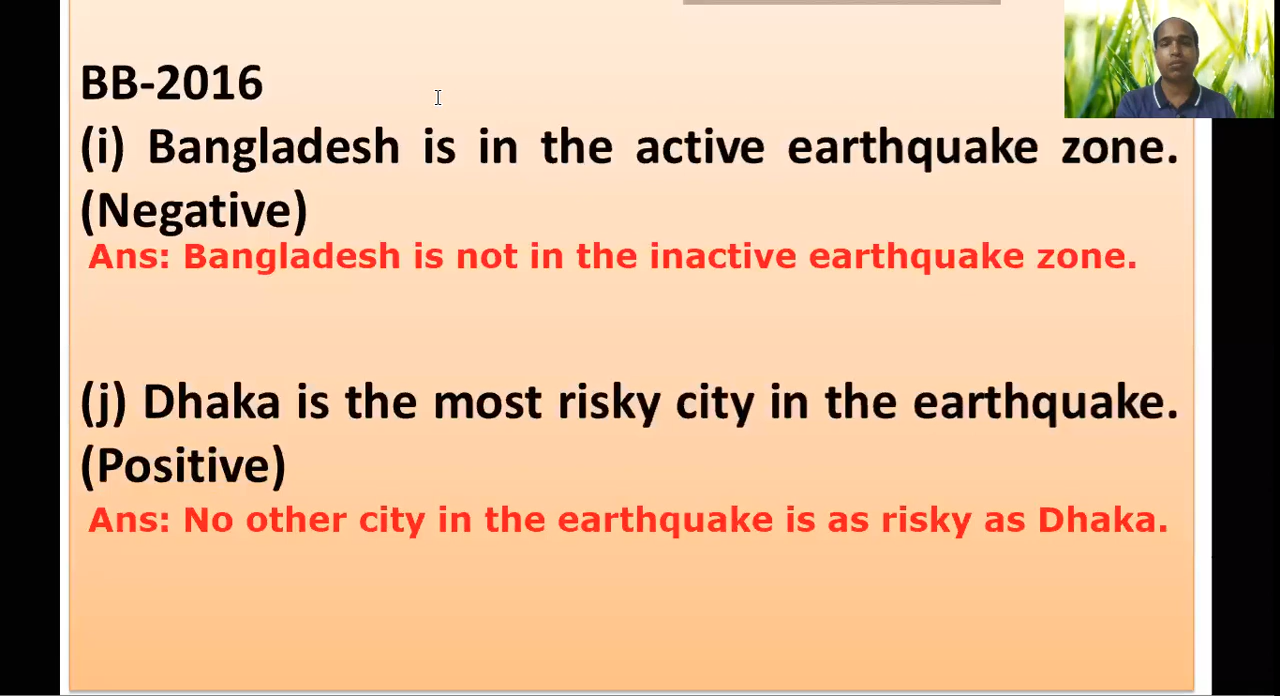 BB-2016
(i) Bangladesh is in the active earthquake zone.
(Negative)
Ans: Bangladesh is not in the inactive earthquake zone.
(j) Dhaka is the most risky city in the earthquake.
(Positive)
Ans: No other city in the earthquake is as risky as Dhaka.